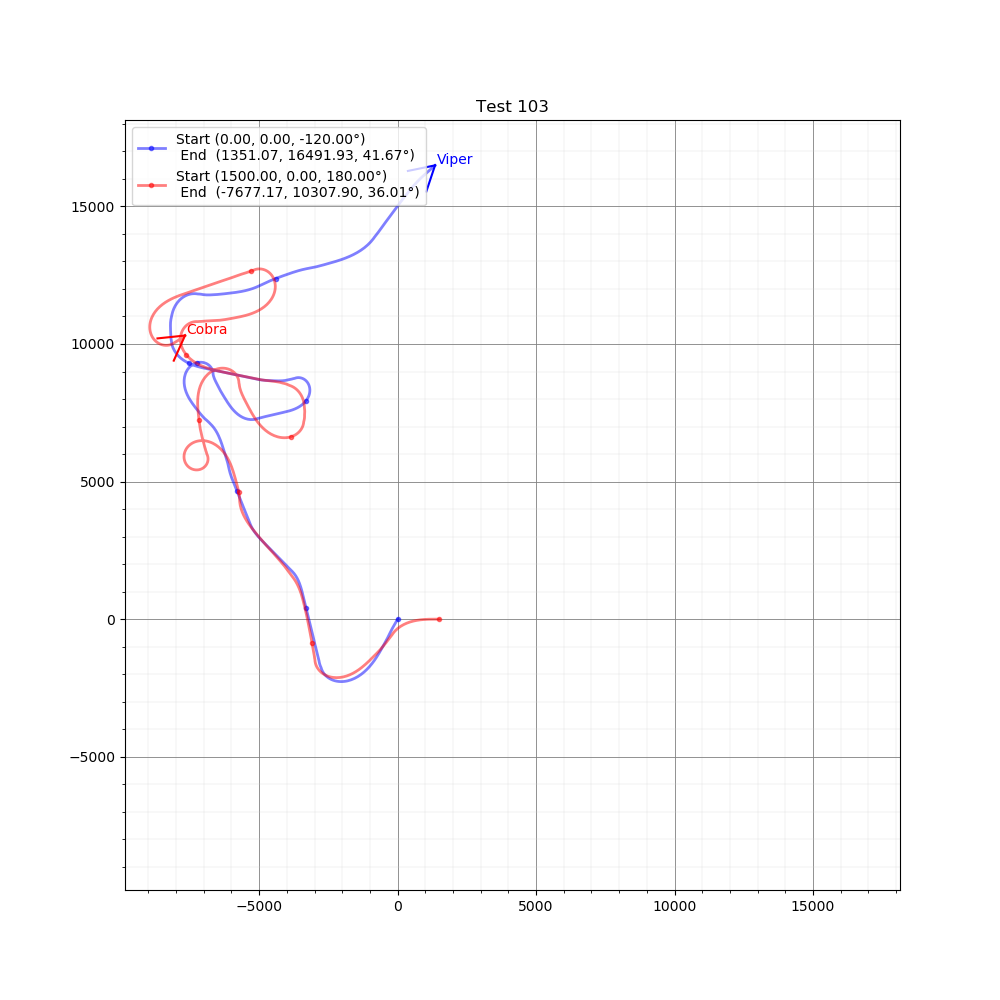 Test 103
Start (0.00, 0.00, -120.00°)
End (1351.07, 16491.93, 41.67°)
Start (1500.00, 0.00, 180.00°)
End (-7677.17, 10307.90, 36.01°)
Viper
Cobra
15000
10000
5000
0
−5000
−5000
0
5000
10000
15000